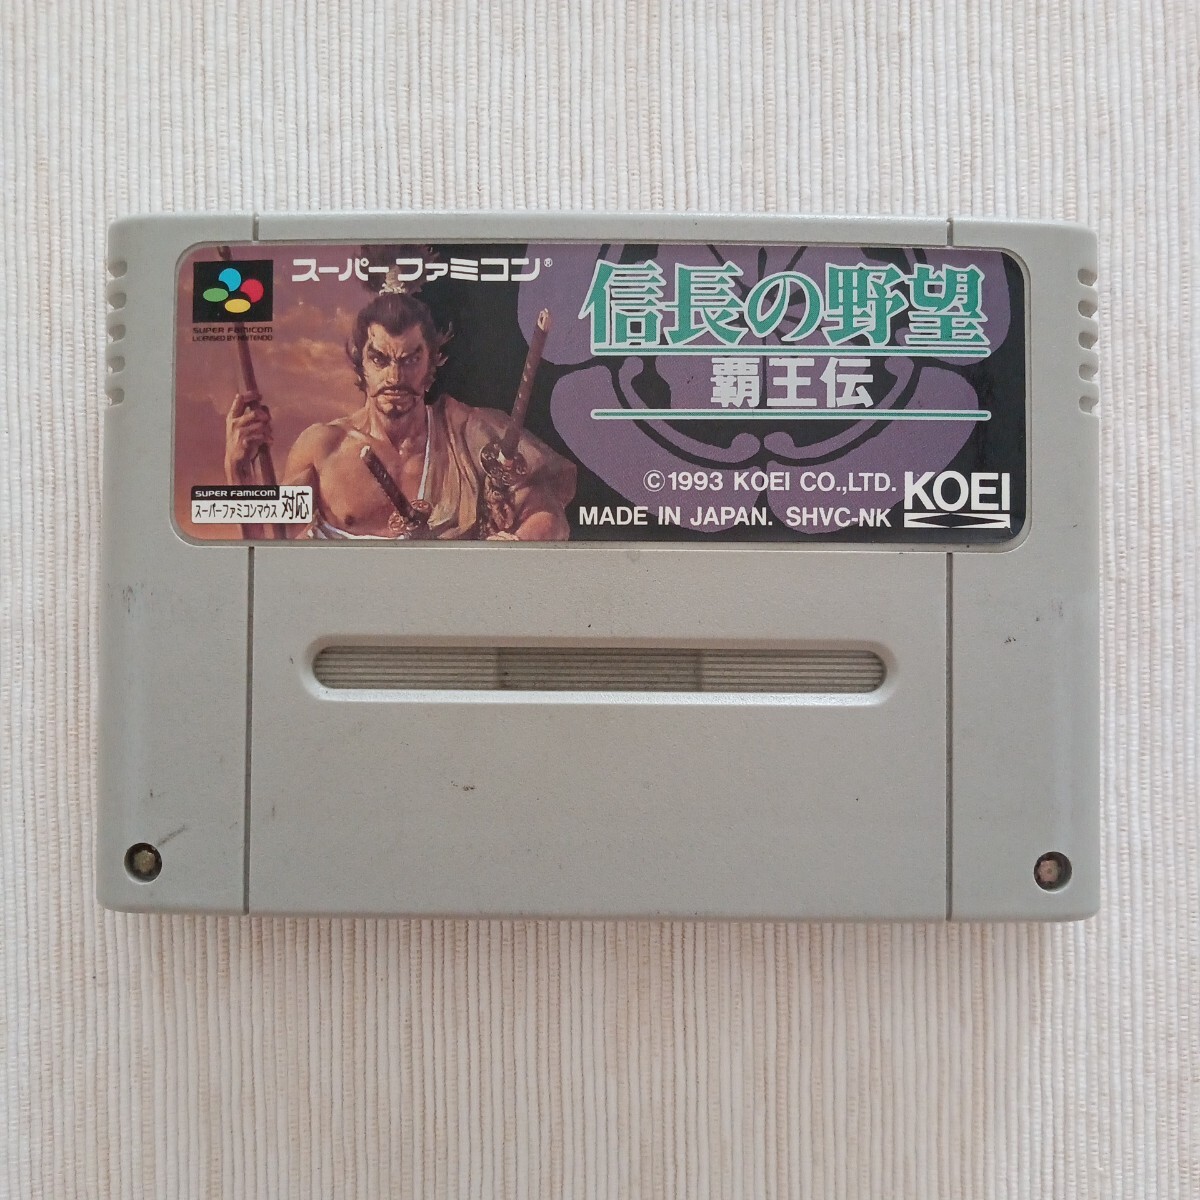 スーパーファミコン®
SUPER FAMICOM
LICENSED BY NINTENDO
信長の野望
覇王伝
©1993 KOEI CO.,LTD.
MADE IN JAPAN. SHVC-NK
KOEI
SUPER FAMICOM
スーパーファミコンマウス対応